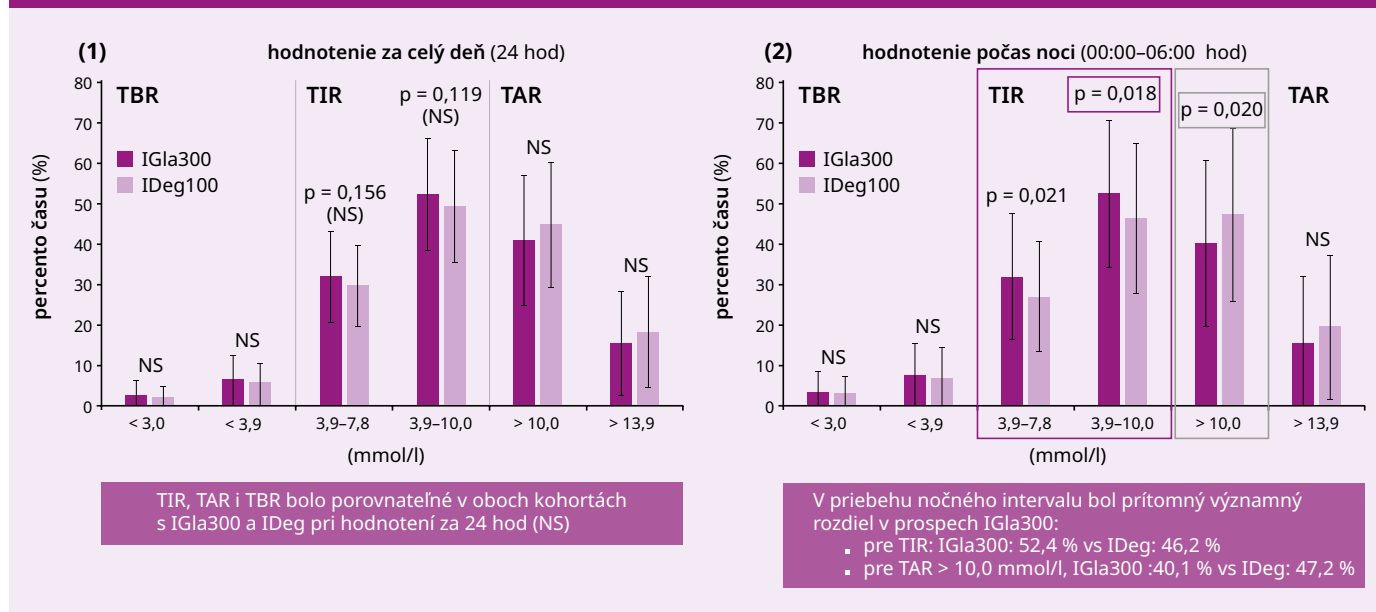 (1) hodnotenie za celý deň (24 hod)
80
70
60
50
40
30
20
10
0
percento času (%)
TBR
TIR
TAR
IGla300
IDeg100
NS
NS
p = 0,156
(NS)
p = 0,119
(NS)
NS
NS
< 3,0
< 3,9
3,9–7,8
3,9–10,0
> 10,0
> 13,9
(mmol/l)
TIR, TAR i TBR bolo porovnateľné v oboch kohortách
s IGla300 a IDeg pri hodnotení za 24 hod (NS)
(2) hodnotenie počas noci (00:00–06:00 hod)
80
70
60
50
40
30
20
10
0
percento času (%)
TBR
TIR
TAR
IGla300
IDeg100
NS
NS
p = 0,021
p = 0,018
p = 0,020
NS
< 3,0
< 3,9
3,9–7,8
3,9–10,0
> 10,0
> 13,9
(mmol/l)
V priebehu nočného intervalu bol prítomný významný
rozdiel v prospech IGla300:
▪ pre TIR: IGla300: 52,4 % vs IDeg: 46,2 %
▪ pre TAR > 10,0 mmol/l, IGla300 :40,1 % vs IDeg: 47,2 %